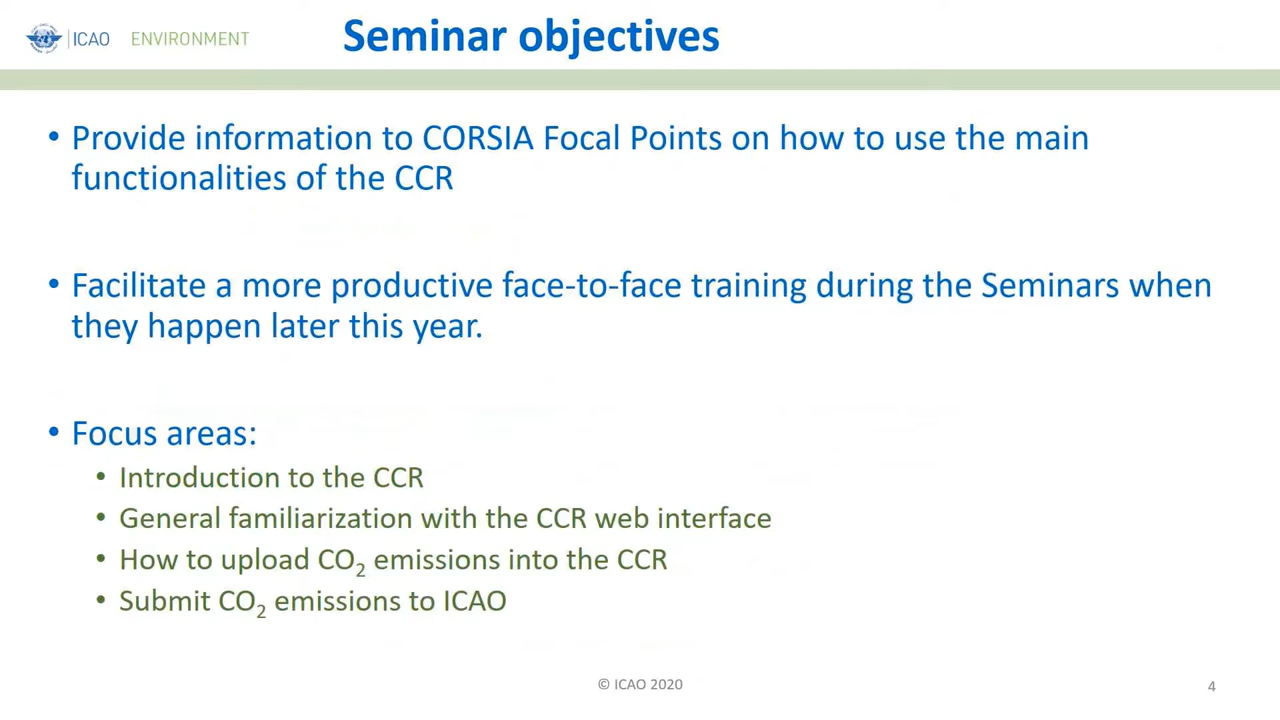 ICAO ENVIRONMENT
Seminar objectives
• Provide information to CORSIA Focal Points on how to use the main
functionalities of the CCR
• Facilitate a more productive face-to-face training during the Seminars when
they happen later this year.
• Focus areas:
• Introduction to the CCR
• General familiarization with the CCR web interface
• How to upload CO₂ emissions into the CCR
• Submit CO₂ emissions to ICAO
© ICAO 2020
4